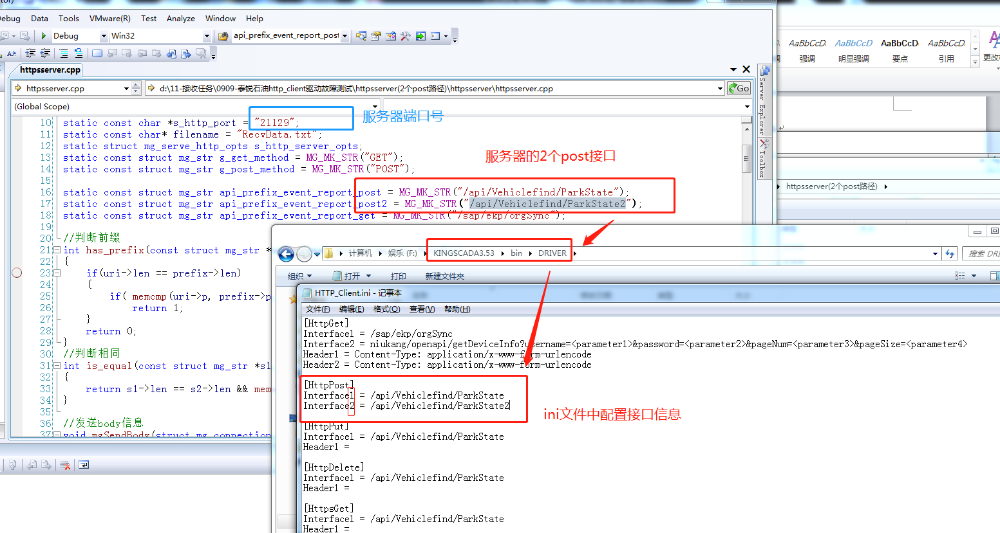 Debug Data Tools VMware(R) Test Analyze Window Help
Debug Win32 api_prefix_event_report_post
httpsserver.cpp
httpsserver.cpp d:\11-接收任务\0909-泰锐石油http_client驱动故障测试\httpsserver(2个post路径)\httpsserver\httpsserver.cpp Go
(Global Scope)
10 static const char *s_http_port = "21129";
服务器端口号
11 static const char* filename = "RecvData.txt";
12 static struct mg_serve_http_opts s_http_server_opts;
13 static const struct mg_str g_get_method = MG_MK_STR("GET");
服务器的2个post接口
14 static const struct mg_str g_post_method = MG_MK_STR("POST");
15
16 static const struct mg_str api_prefix_event_report_post = MG_MK_STR("/api/Vehiclefind/ParkState");
17 static const struct mg_str api_prefix_event_report_post2 = MG_MK_STR("/api/Vehiclefind/ParkState2");
18 static const struct mg_str api_prefix_event_report_get = MG_MK_STR("/sap/ekp/orgSync");
19
20 //判断前缀
21 int has_prefix(const struct mg_str *
22 {
23 if(uri->len == prefix->len)
24 {
25 if( memcmp(uri->p, prefix->p
26 return 1;
27 }
28 return 0;
29 }
30 //判断相同
31 int is_equal(const struct mg_str *s1
32 {
33 return s1->len == s2->len && mem
34 }
35
36 //发送body信息
37 void mgSendBody(struct mg_connection
Server Explorer
Toolbox
AaBbCcD AaBbCcD AaBbCcD AaBbCcD
强调 明显强调 要点 引用 更改
httpsserver(2个post路径)
计算机 娱乐 (F:) KINGSCADA3.53 bin DRIVER
搜索 DRI
组织 打开 打印 新建文件夹
HTTP_Client.ini - 记事本
文件(F) 编辑(E) 格式(O) 查看(V) 帮助(H)
[HttpGet]
Interface1 = /sap/ekp/orgSync
Interface2 = niukang/openapi/getDeviceInfo?username=<parameter1>&password=<parameter2>&pageNum=<parameter3>&pageSize=<parameter4>
Header1 = Content-Type: application/x-www-form-urlencode
Header2 = Content-Type: application/x-www-form-urlencode
[HttpPost]
Interface1 = /api/Vehiclefind/ParkState
Interface2 = /api/Vehiclefind/ParkState2
ini文件中配置接口信息
[HttpPut]
Interface1 = /api/Vehiclefind/ParkState
Header1 =
[HttpDelete]
Interface1 = /api/Vehiclefind/ParkState
Header1 =
[HttpsGet]
Interface1 = /api/Vehiclefind/ParkState
Header1 =